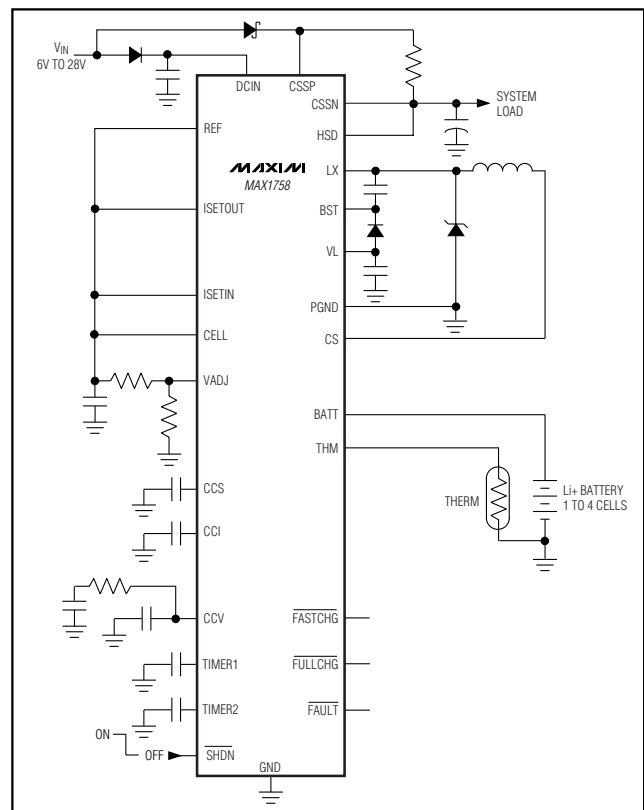 VIN
6V TO 28V
DCIN
CSSP
CSSN
SYSTEM
LOAD
HSD
REF
MAXIM
MAX1758
LX
ISETOUT
BST
VL
ISETIN
PGND
CELL
CS
VADJ
BATT
THM
THERM
Li+ BATTERY
1 TO 4 CELLS
CCS
CCI
CCV
FASTCHG
TIMER1
FULLCHG
TIMER2
FAULT
ON
OFF
SHDN
GND